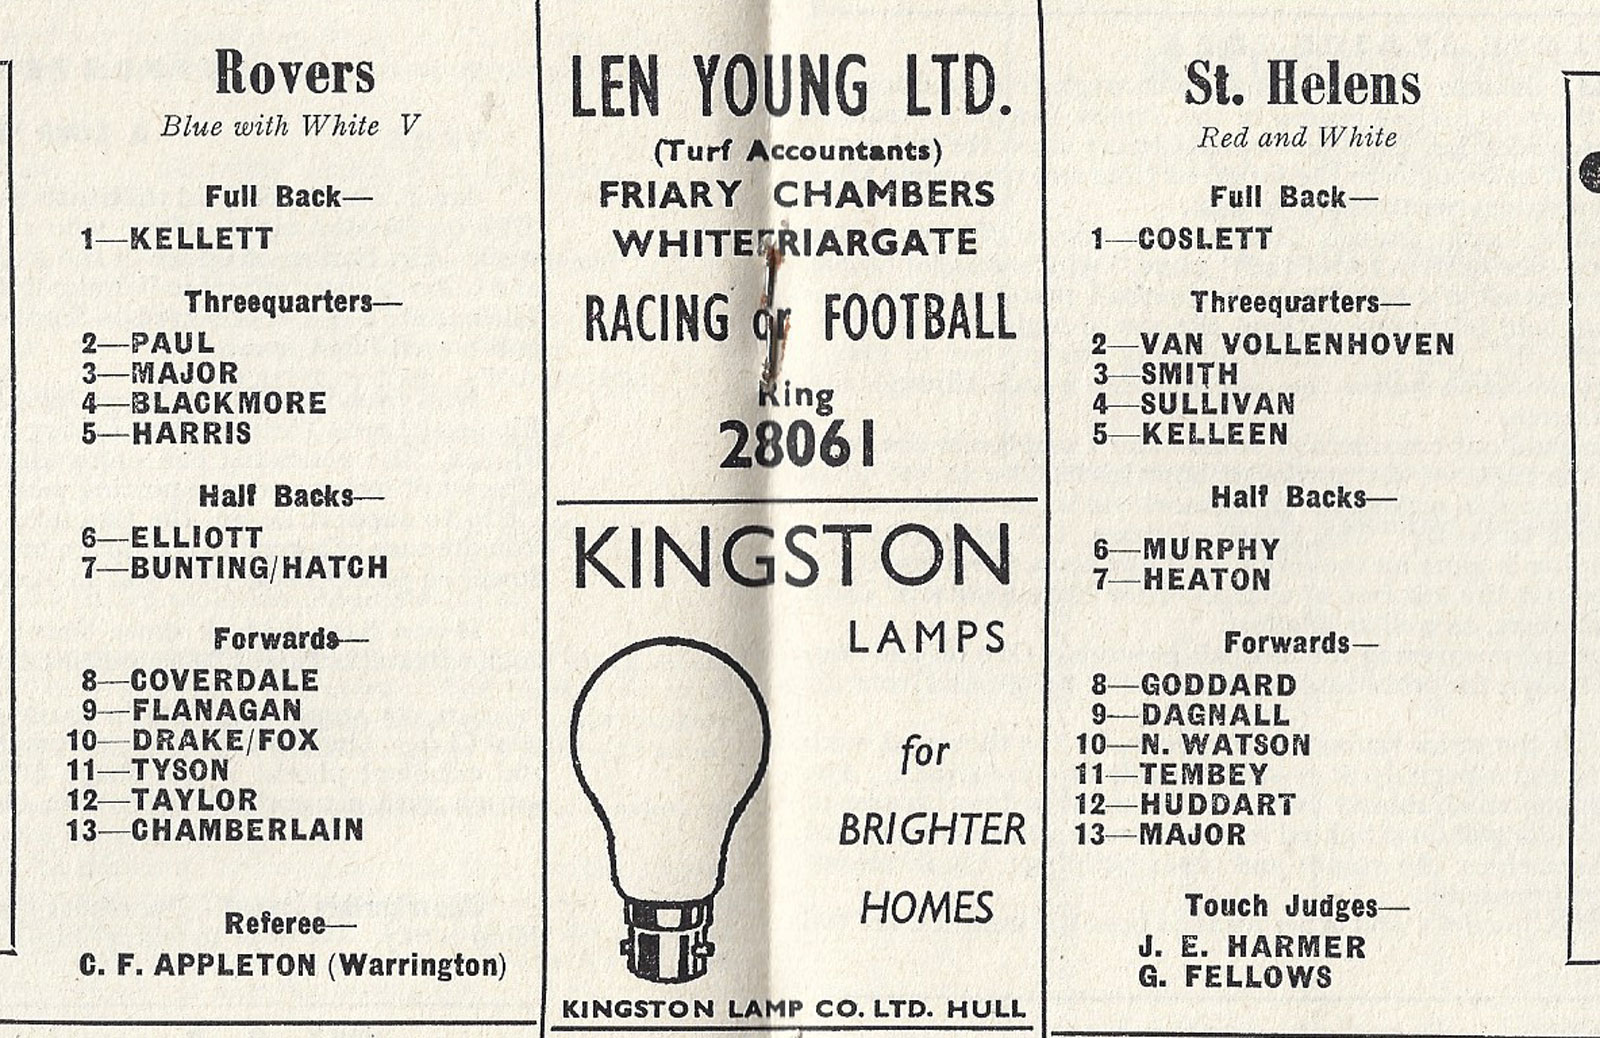 Rovers
Blue with White V
Full Back—
1—KELLETT
Threequarters—
2—PAUL
3—MAJOR
4—BLACKMORE
5—HARRIS
Half Backs—
6—ELLIOTT
7—BUNTING/HATCH
Forwards—
8—COVERDALE
9—FLANAGAN
10—DRAKE/FOX
11—TYSON
12—TAYLOR
13—CHAMBERLAIN
Referee—
C. F. APPLETON (Warrington)
LEN YOUNG LTD.
(Turf Accountants)
FRIARY CHAMBERS
WHITEFRIARGATE
RACING or FOOTBALL
Ring
28061
KINGSTON
LAMPS
for
BRIGHTER
HOMES
KINGSTON LAMP CO. LTD. HULL
St. Helens
Red and White
Full Back—
1—COSLETT
Threequarters—
2—VAN VOLLENHOVEN
3—SMITH
4—SULLIVAN
5—KELLEEN
Half Backs—
6—MURPHY
7—HEATON
Forwards—
8—GODDARD
9—DAGNALL
10—N. WATSON
11—TEMBEY
12—HUDDART
13—MAJOR
Touch Judges—
J. E. HARMER
G. FELLOWS